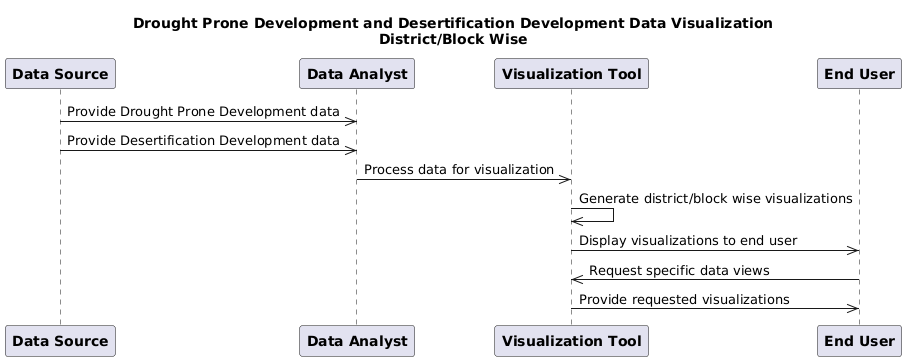 Drought Prone Development and Desertification Development Data Visualization
District/Block Wise
Data Source
Data Analyst
Visualization Tool
End User
Provide Drought Prone Development data
Provide Desertification Development data
Process data for visualization
Generate district/block wise visualizations
Display visualizations to end user
Request specific data views
Provide requested visualizations
Data Source
Data Analyst
Visualization Tool
End User